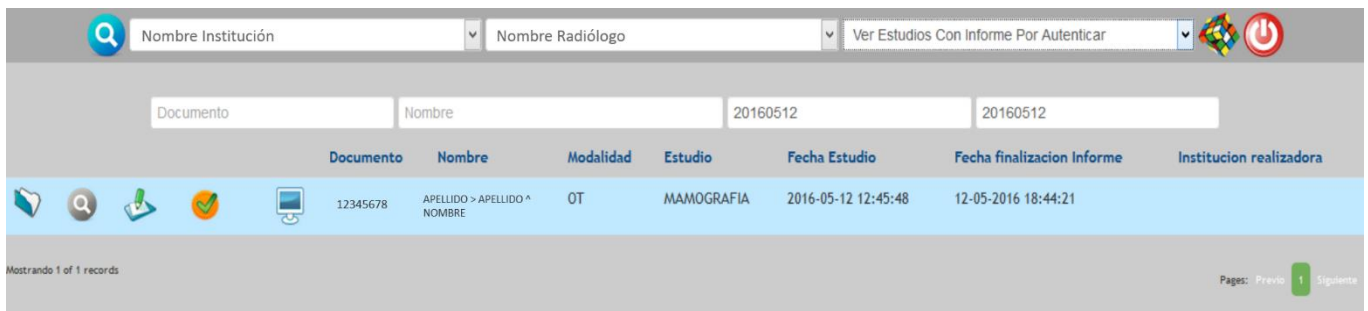 Nombre Institución Nombre Radiólogo Ver Estudios Con Informe Por Autenticar
Documento Nombre 20160512 20160512
Documento Nombre Modalidad Estudio Fecha Estudio Fecha finalizacion Informe Institucion realizadora
12345678 APELLIDO > APELLIDO ^ OT MAMOGRAFIA 2016-05-12 12:45:48 12-05-2016 18:44:21
NOMBRE
Mostrando 1 of 1 records
Pages: Previo 1 Siguiente